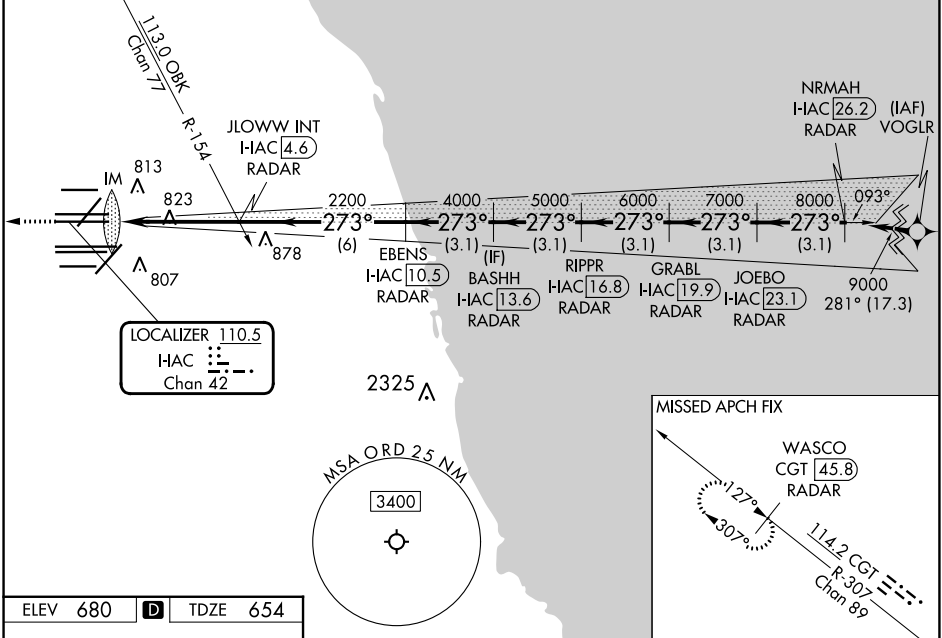 113.0 OBK
Chan 77
R-154
JLOWW INT
I-IAC 4.6
RADAR
NRMAH
I-IAC 26.2
RADAR
(IAF)
VOGLR
IM
813
823
878
807
2200
273°
(6)
4000
273°
(3.1)
5000
273°
(3.1)
6000
273°
(3.1)
7000
273°
(3.1)
8000
273°
(3.1)
093°
EBENS
I-IAC 10.5
RADAR
(IF)
BASHH
I-IAC 13.6
RADAR
RIPPR
I-IAC 16.8
RADAR
GRABL
I-IAC 19.9
RADAR
JOEBO
I-IAC 23.1
RADAR
9000
281° (17.3)
LOCALIZER 110.5
I-IAC
Chan 42
2325
MSA ORD 25 NM
3400
MISSED APCH FIX
WASCO
CGT 45.8
RADAR
127°
307°
114.2 CGT
R-307
Chan 89
ELEV 680 D TDZE 654